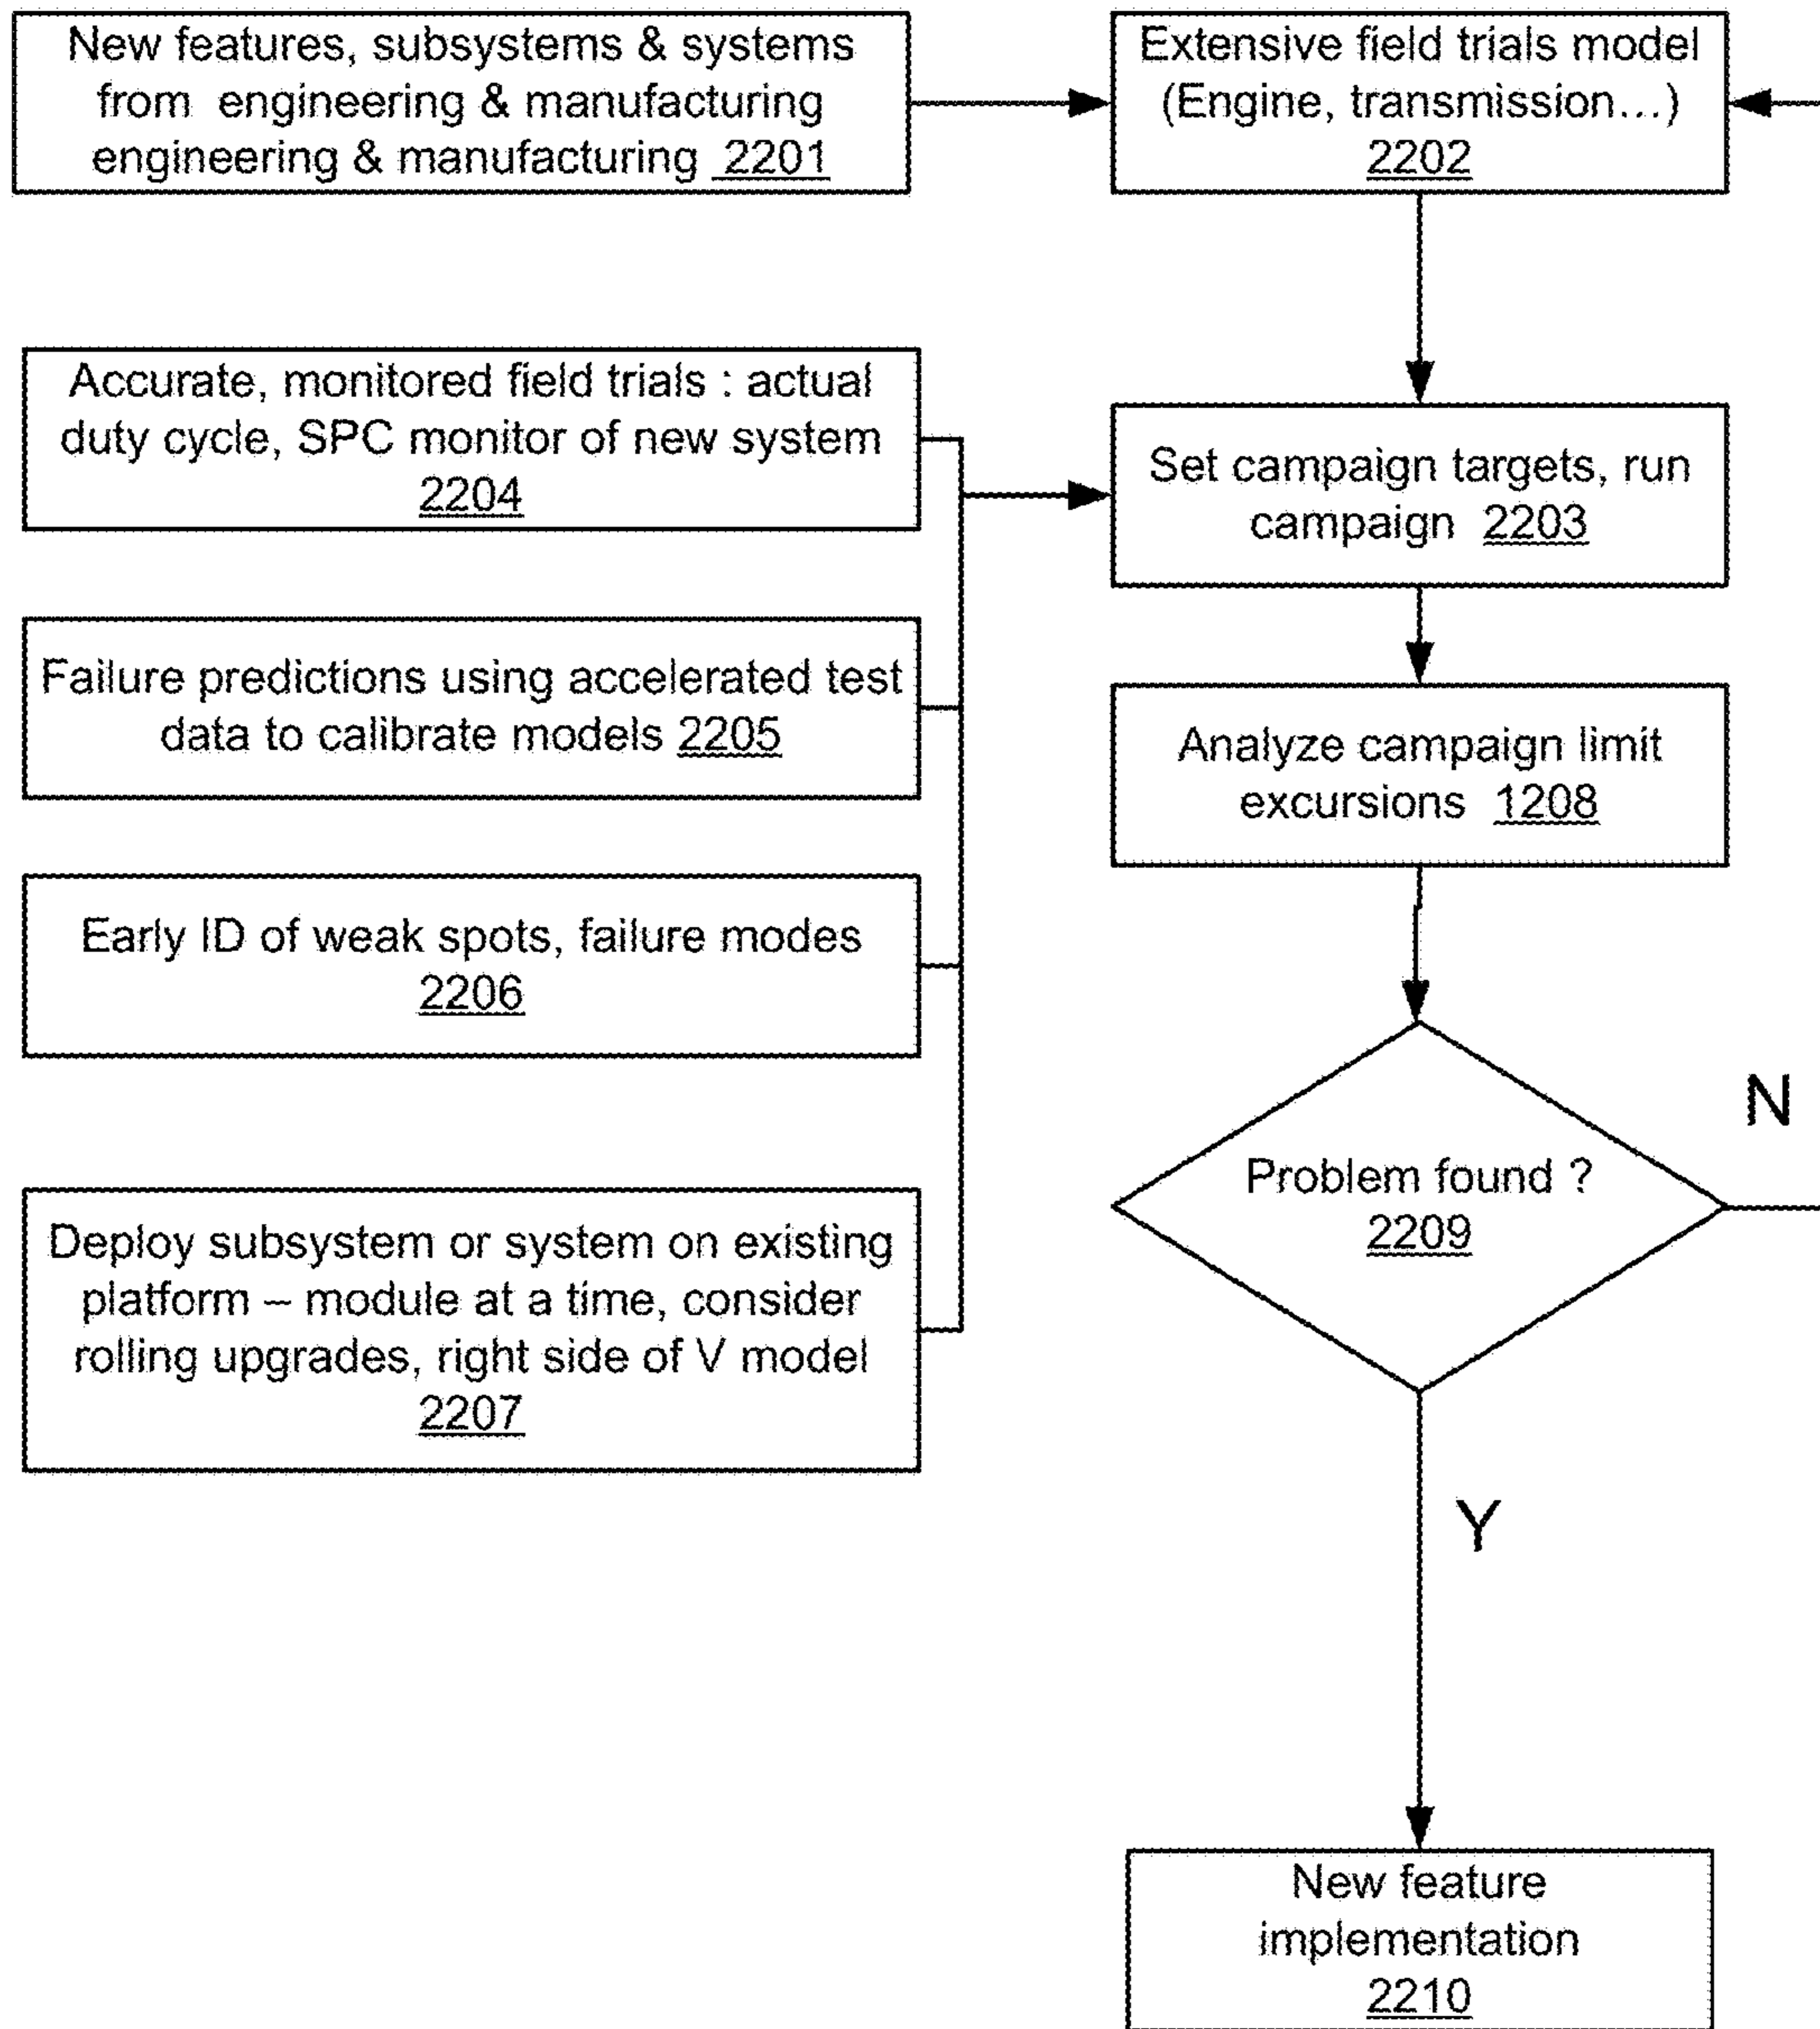 New features, subsystems & systems
from engineering & manufacturing
engineering & manufacturing 2201
Extensive field trials model
(Engine, transmission...)
2202
Accurate, monitored field trials : actual
duty cycle, SPC monitor of new system
2204
Set campaign targets, run
campaign 2203
Failure predictions using accelerated test
data to calibrate models 2205
Analyze campaign limit
excursions 1208
Early ID of weak spots, failure modes
2206
Problem found ?
2209
N
Deploy subsystem or system on existing
platform – module at a time, consider
rolling upgrades, right side of V model
2207
Y
New feature
implementation
2210